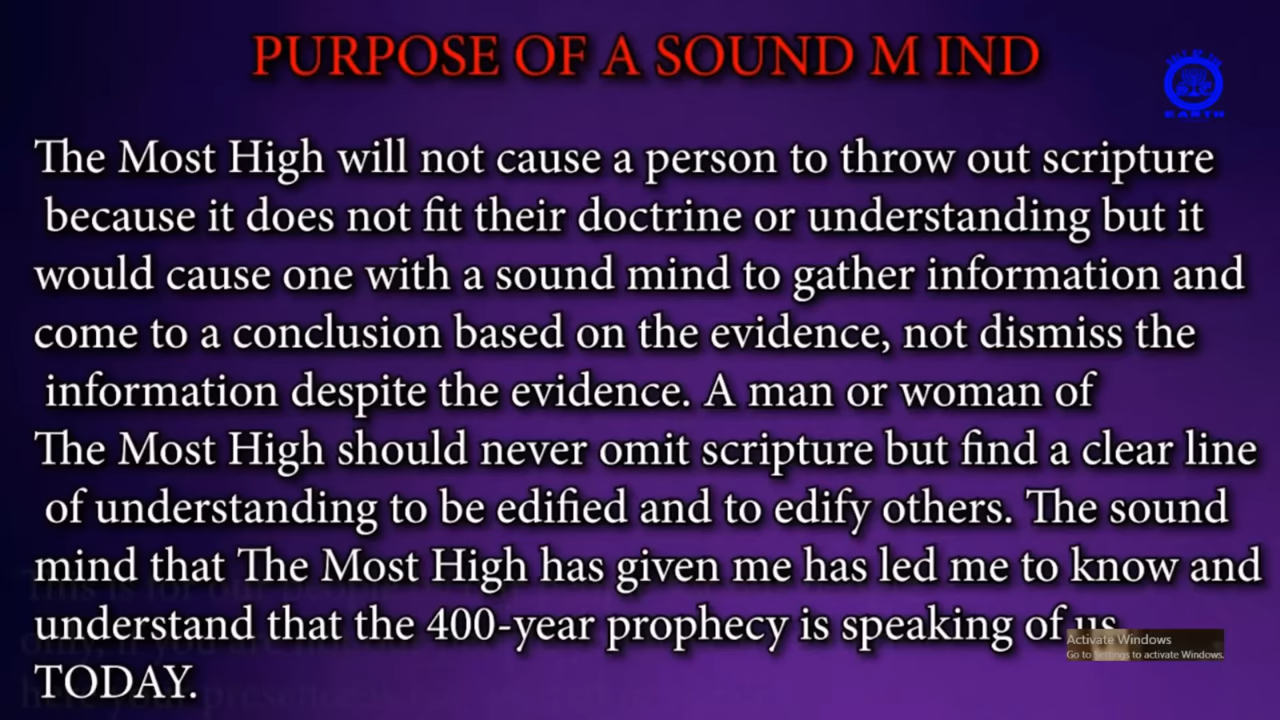 PURPOSE OF A SOUND M IND
The Most High will not cause a person to throw out scripture
because it does not fit their doctrine or understanding but it
would cause one with a sound mind to gather information and
come to a conclusion based on the evidence, not dismiss the
information despite the evidence. A man or woman of
The Most High should never omit scripture but find a clear line
of understanding to be edified and to edify others. The sound
mind that The Most High has given me has led me to know and
understand that the 400-year prophecy is speaking of us
TODAY.
EARTH
Activate Windows
Go to Settings to activate Windows.